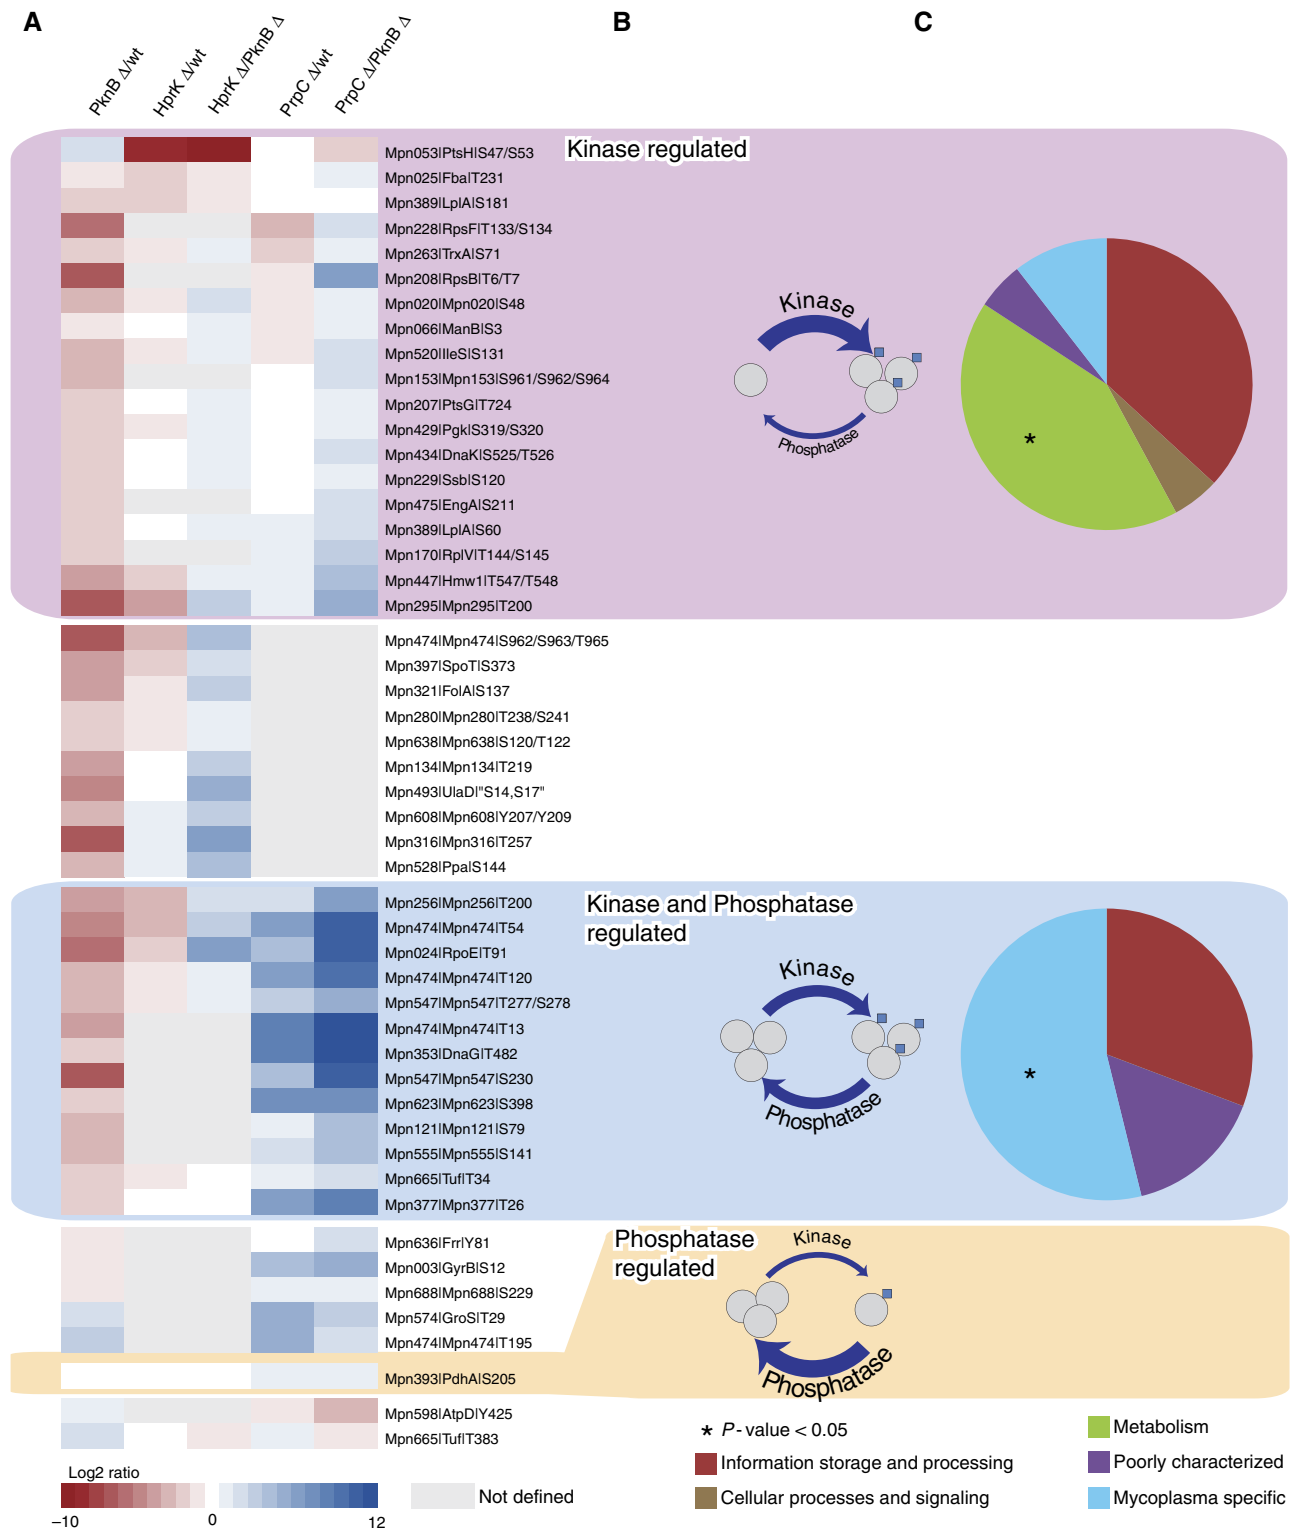 A
B
C
PknB Δ/wt
HprK Δ/wt
HprK Δ/PknB Δ
PrpC Δ/wt
PrpC Δ/PknB Δ
Kinase regulated
Mpn053|PtsH|S47/S53
Mpn025|Fba|T231
Mpn389|LplA|S181
Mpn228|RpsF|T133/S134
Mpn263|TrxA|S71
Mpn208|RpsB|T6/T7
Mpn020|Mpn020|S48
Mpn066|ManB|S3
Mpn520|IleS|S131
Mpn153|Mpn153|S961/S962/S964
Mpn207|PtsG|T724
Mpn429|Pgk|S319/S320
Mpn434|DnaK|S525/T526
Mpn229|Ssb|S120
Mpn475|EngA|S211
Mpn389|LplA|S60
Mpn170|RplV|T144/S145
Mpn447|Hmw1|T547/T548
Mpn295|Mpn295|T200
Kinase
Phosphatase
*
Mpn474|Mpn474|S962/S963/T965
Mpn397|SpoT|S373
Mpn321|FolA|S137
Mpn280|Mpn280|T238/S241
Mpn638|Mpn638|S120/T122
Mpn134|Mpn134|T219
Mpn493|UlaD|"S14,S17"
Mpn608|Mpn608|Y207/Y209
Mpn316|Mpn316|T257
Mpn528|Ppa|S144
Kinase and Phosphatase
regulated
Mpn256|Mpn256|T200
Mpn474|Mpn474|T54
Mpn024|RpoE|T91
Mpn474|Mpn474|T120
Mpn547|Mpn547|T277/S278
Mpn474|Mpn474|T13
Mpn353|DnaG|T482
Mpn547|Mpn547|S230
Mpn623|Mpn623|S398
Mpn121|Mpn121|S79
Mpn555|Mpn555|S141
Mpn665|Tuf|T34
Mpn377|Mpn377|T26
Kinase
Phosphatase
*
Phosphatase
regulated
Mpn636|Frr|Y81
Mpn003|GyrB|S12
Mpn688|Mpn688|S229
Mpn574|GroS|T29
Mpn474|Mpn474|T195
Mpn393|PdhA|S205
Kinase
Phosphatase
Mpn598|AtpD|Y425
Mpn665|Tuf|T383
Log2 ratio
−10
0
12
Not defined
* P-value < 0.05
Information storage and processing
Cellular processes and signaling
Metabolism
Poorly characterized
Mycoplasma specific